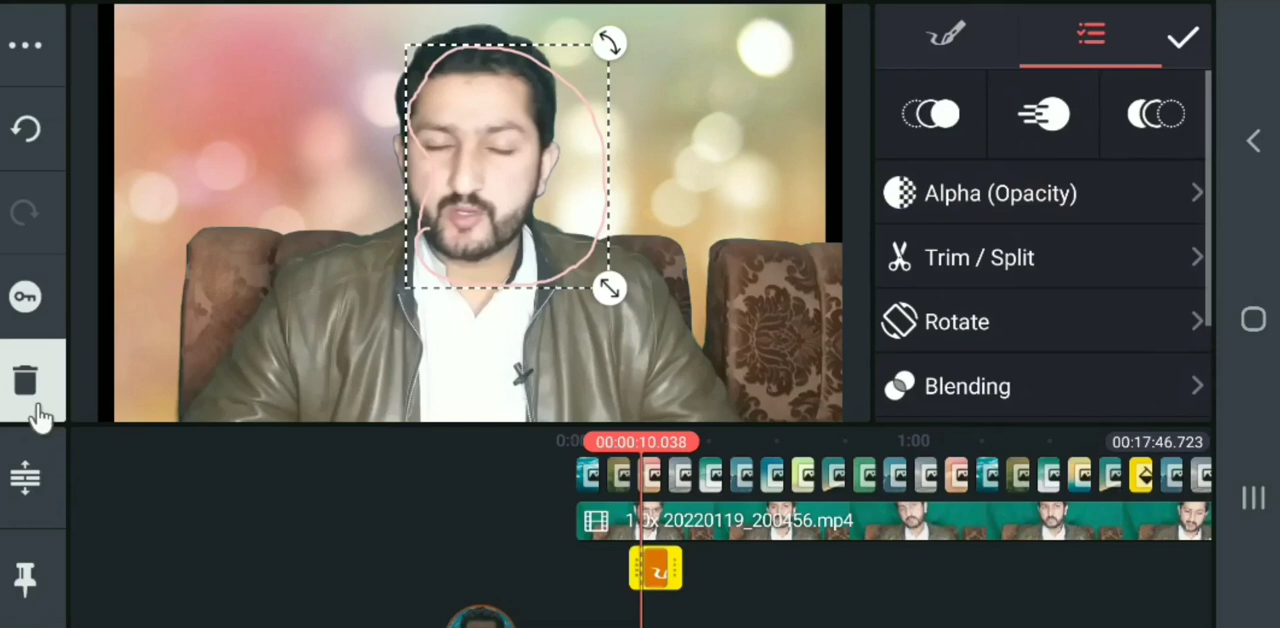 Alpha (Opacity)
Trim / Split
Rotate
Blending
0:0
00:00:10.038
1:00
00:17:46.723
1.0x 20220119_200456.mp4